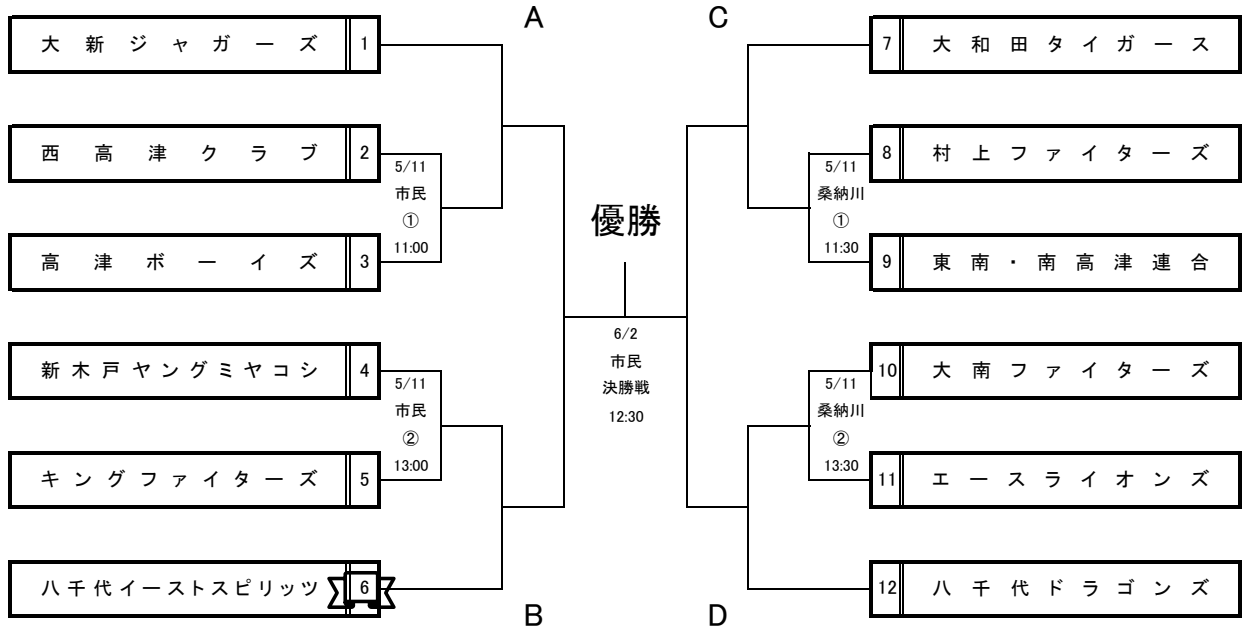 A
C
大新ジャガーズ 1
7 大和田タイガース
西高津クラブ 2
5/11
市民
①
11:00
5/11
桑納川
①
11:30
8 村上ファイターズ
優勝
高津ボーイズ 3
9 東南・南高津連合
6/2
市民
決勝戦
12:30
新木戸ヤングミヤコシ 4
5/11
市民
②
13:00
5/11
桑納川
②
13:30
10 大南ファイターズ
キングファイターズ 5
11 エースライオンズ
八千代イーストスピリッツ 6
12 八千代ドラゴンズ
B
D